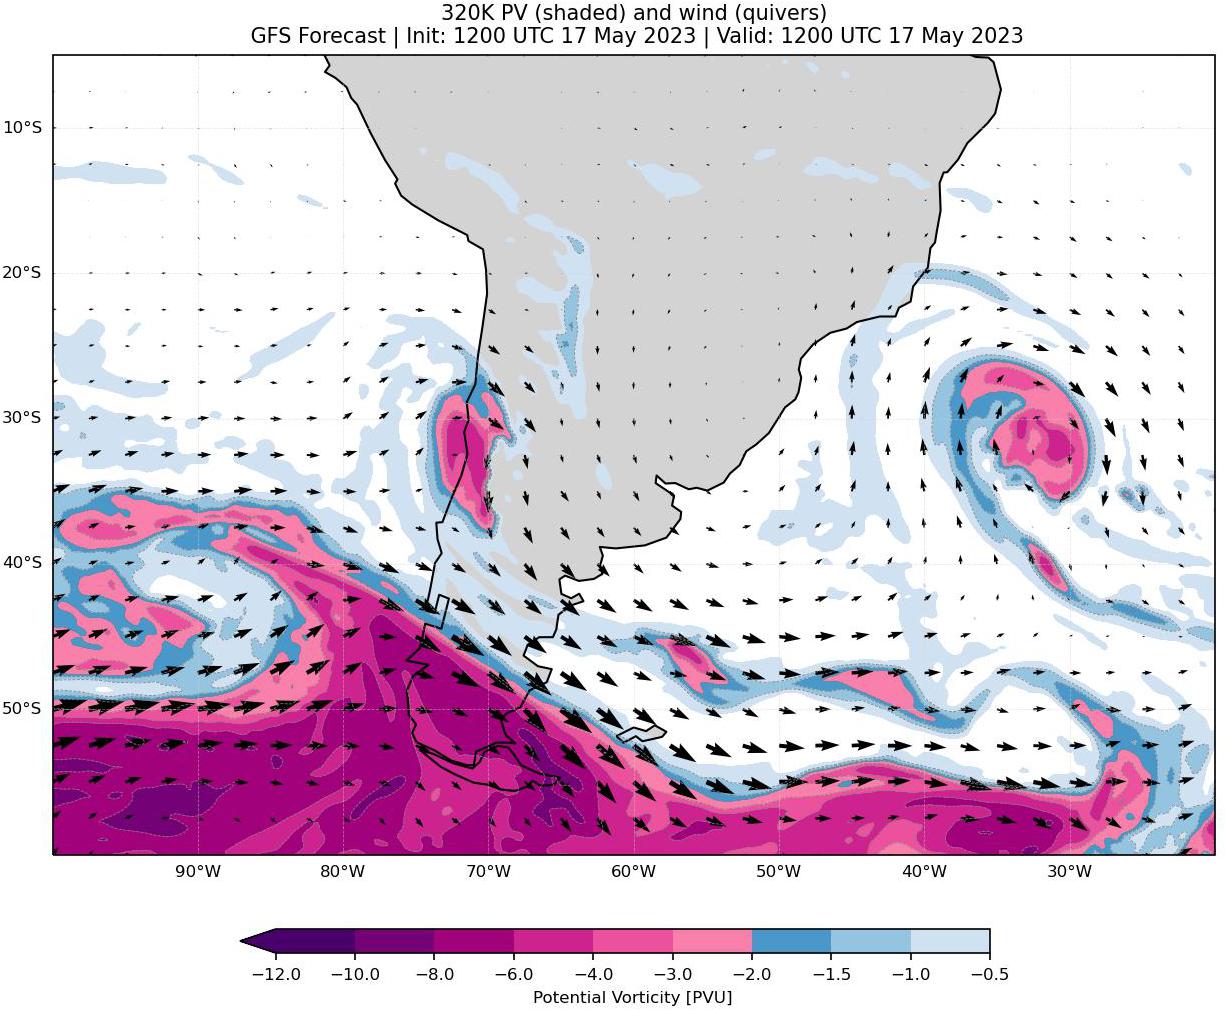 320K PV (shaded) and wind (quivers)
GFS Forecast | Init: 1200 UTC 17 May 2023 | Valid: 1200 UTC 17 May 2023
10°S
20°S
30°S
40°S
50°S
90°W 80°W 70°W 60°W 50°W 40°W 30°W
−12.0 −10.0 −8.0 −6.0 −4.0 −3.0 −2.0 −1.5 −1.0 −0.5
Potential Vorticity [PVU]